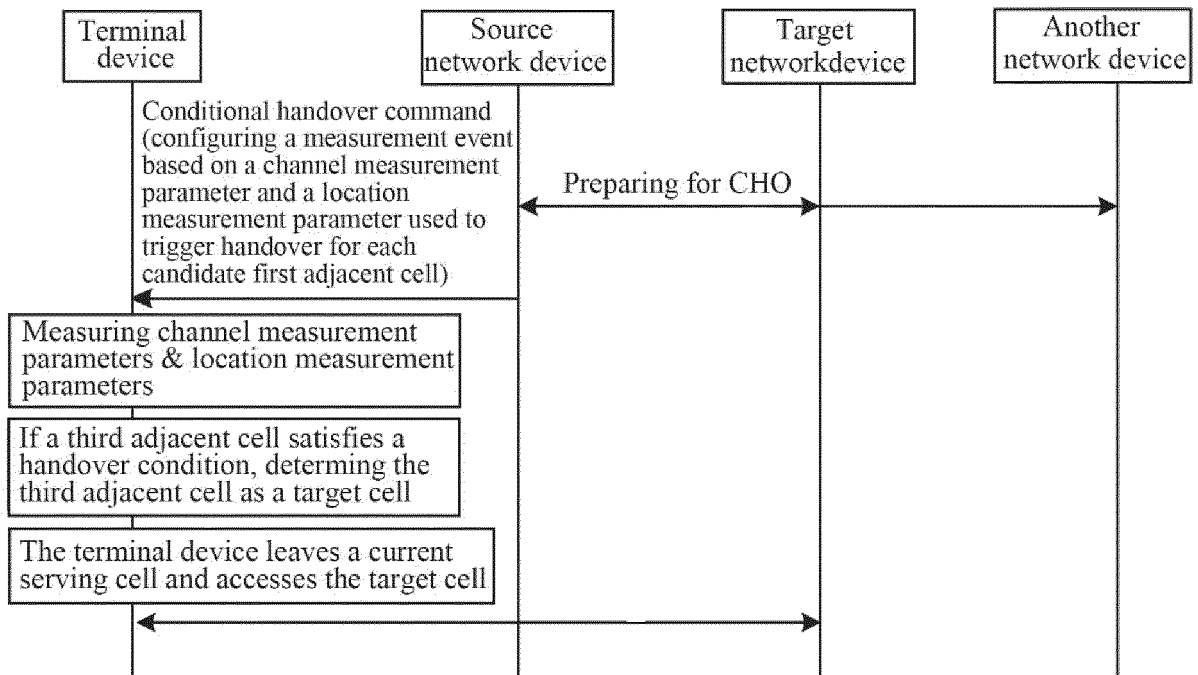 Terminal
device
Source
network device
Target
networkdevice
Another
network device
Conditional handover command
(configuring a measurement event
based on a channel measurement
parameter and a location
measurement parameter used to
trigger handover for each
candidate first adjacent cell)
Preparing for CHO
Measuring channel measurement
parameters & location measurement
parameters
If a third adjacent cell satisfies a
handover condition, determing the
third adjacent cell as a target cell
The terminal device leaves a current
serving cell and accesses the target cell